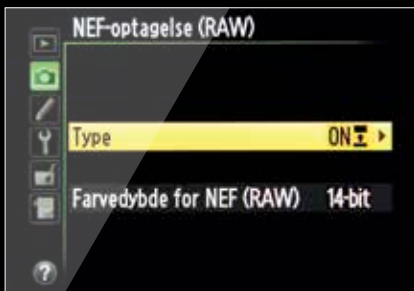 NEF-optagelse (RAW)
Type ON
Farvedybde for NEF (RAW) 14-bit
?